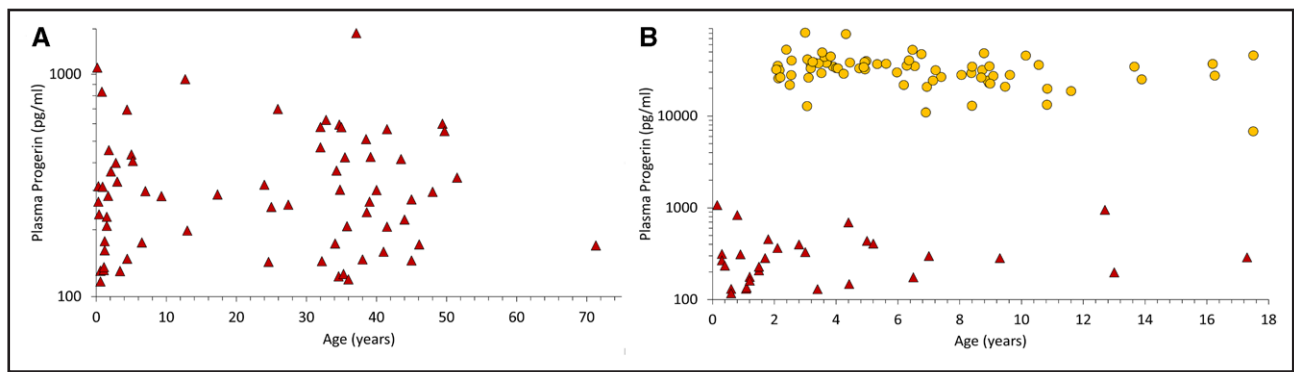 A
Plasma Progerin (pg/ml)
1000
100
0 10 20 30 40 50 60 70
Age (years)
B
Plasma Progerin (pg/ml)
10000
1000
100
0 2 4 6 8 10 12 14 16 18
Age (years)